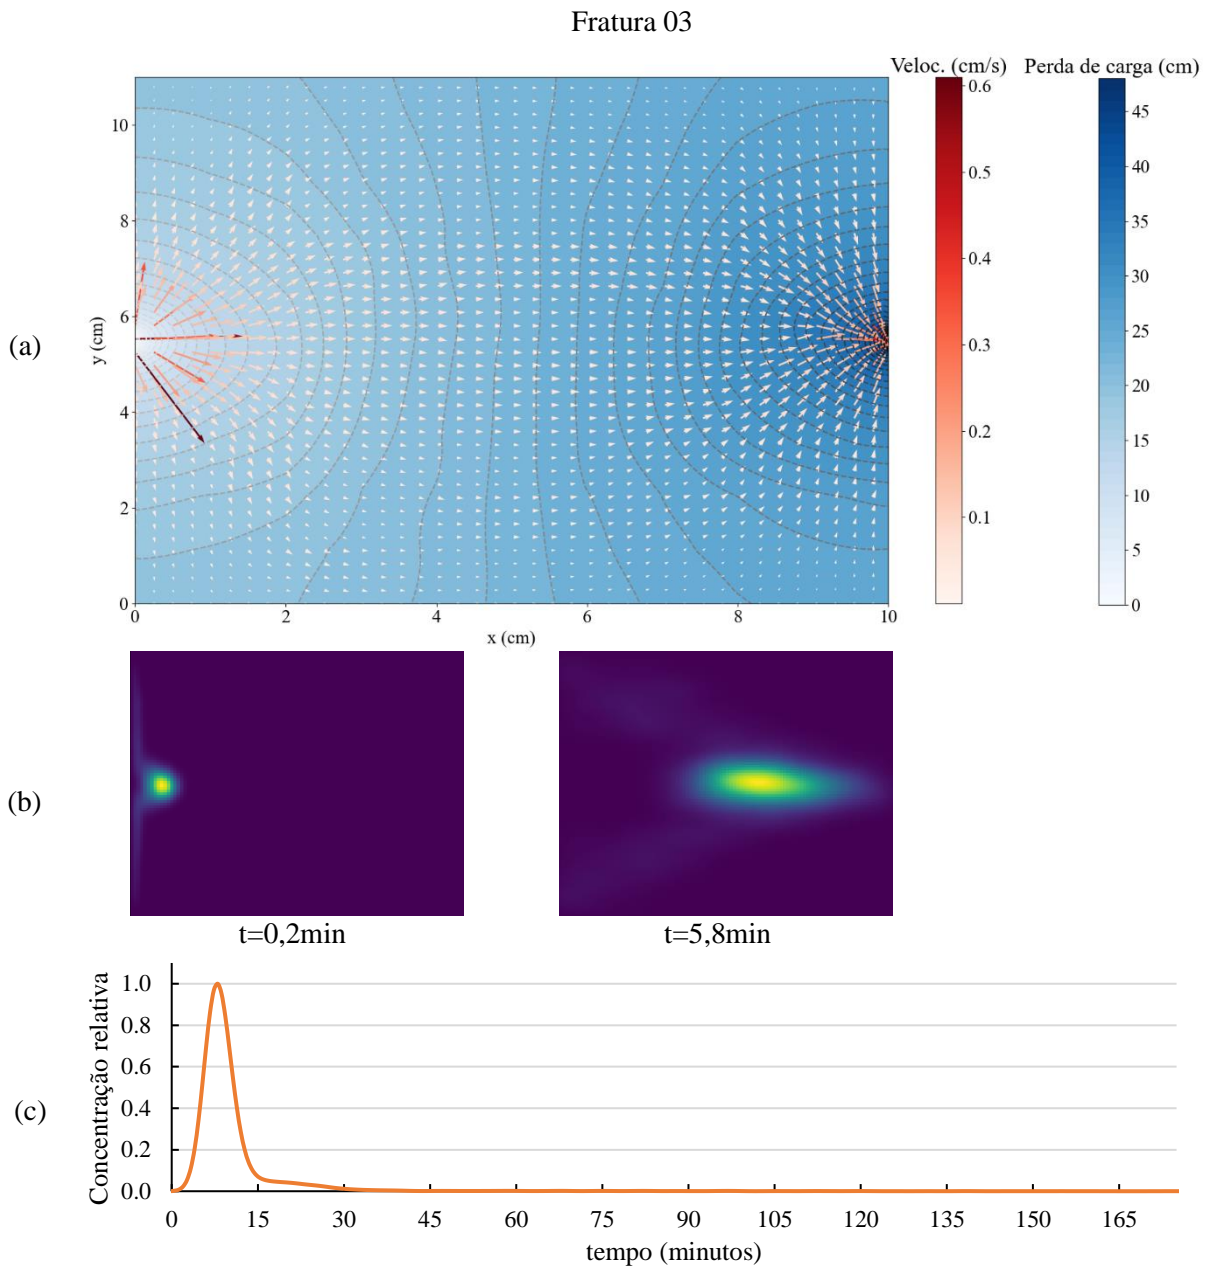 Fratura 03
Veloc. (cm/s) Perda de carga (cm)
10
8
6
4
2
0
y (cm)
0 2 4 6 8 10
x (cm)
0.6
0.5
0.4
0.3
0.2
0.1
45
40
35
30
25
20
15
10
5
0
(a)
(b)
t=0,2min t=5,8min
(c)
Concentração relativa
1.0
0.8
0.6
0.4
0.2
0.0
0 15 30 45 60 75 90 105 120 135 150 165
tempo (minutos)